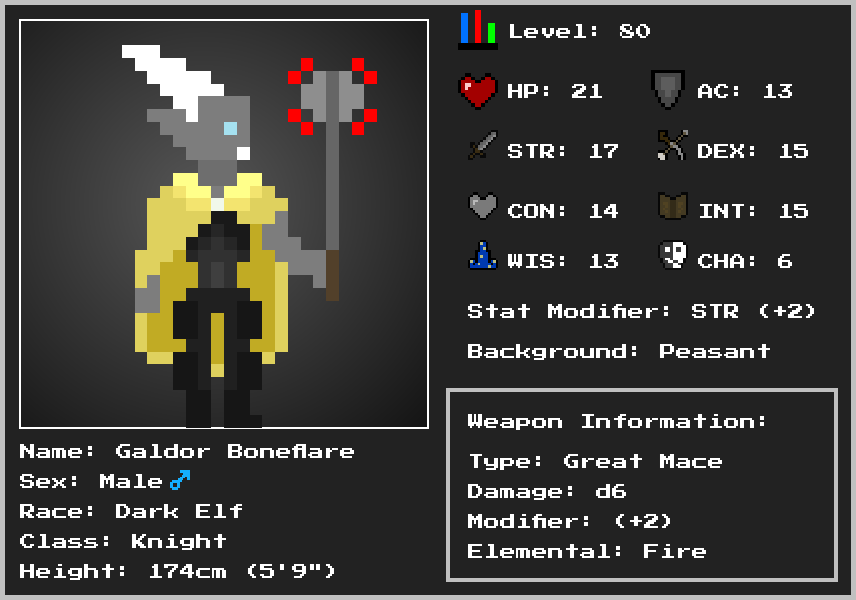 Level: 80
HP: 21 AC: 13
STR: 17 DEX: 15
CON: 14 INT: 15
WIS: 13 CHA: 6
Stat Modifier: STR (+2)
Background: Peasant
Weapon Information:
Type: Great Mace
Damage: d6
Modifier: (+2)
Elemental: Fire
Name: Galdor Boneflare
Sex: Male ♂
Race: Dark Elf
Class: Knight
Height: 174cm (5'9")